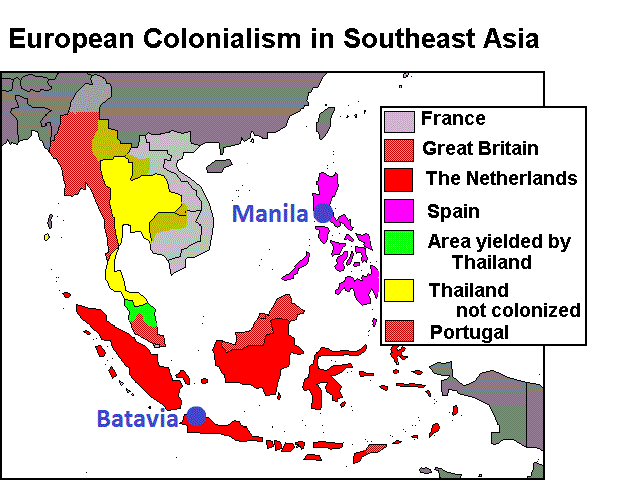 European Colonialism in Southeast Asia
France
Great Britain
The Netherlands
Spain
Area yielded by
Thailand
Thailand
not colonized
Portugal
Manila
Batavia